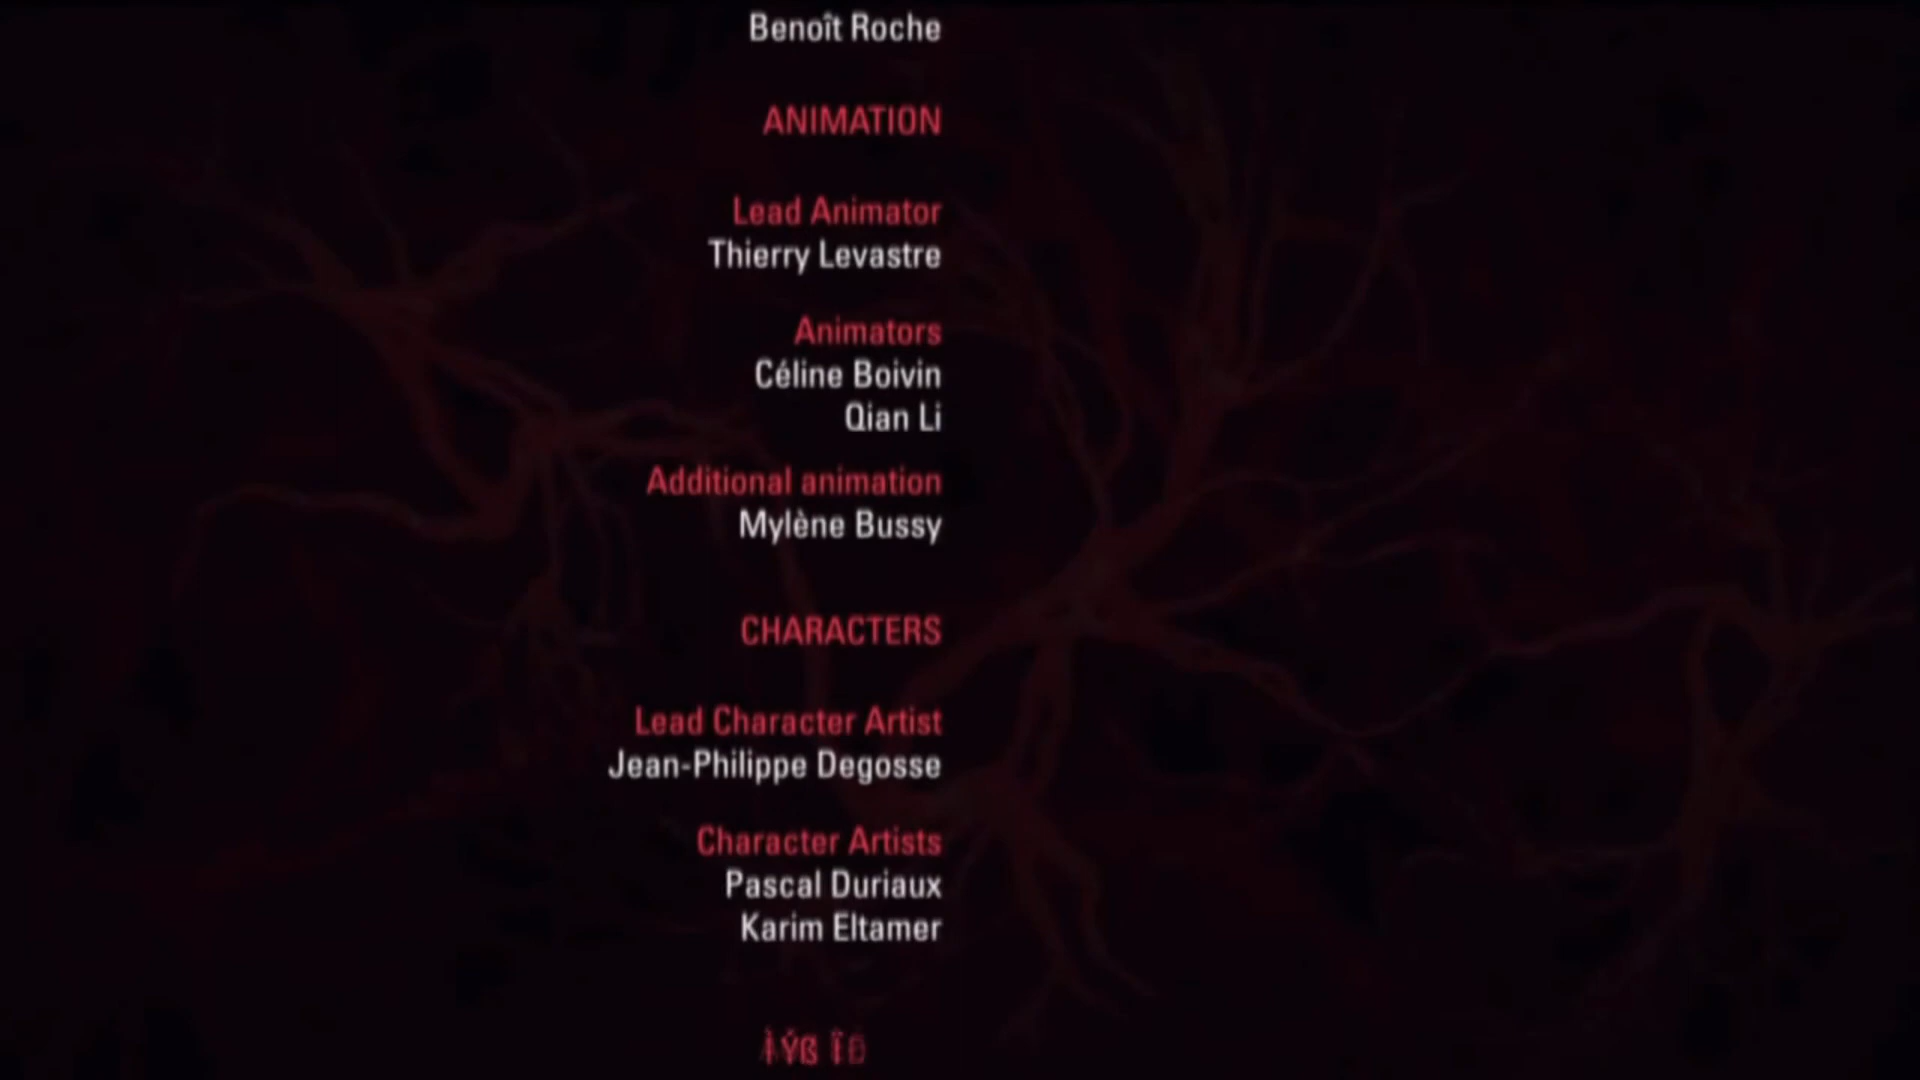 Benoît Roche
ANIMATION
Lead Animator
Thierry Levastre
Animators
Céline Boivin
Qian Li
Additional animation
Mylène Bussy
CHARACTERS
Lead Character Artist
Jean-Philippe Degosse
Character Artists
Pascal Duriaux
Karim Eltamer